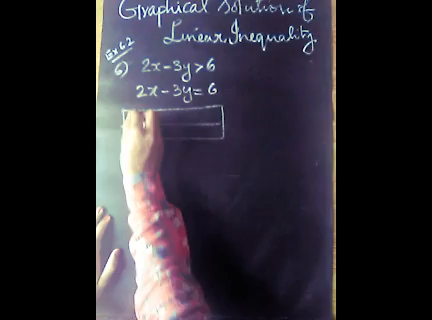 Graphical Solution of
Linear Inequality.
Ex 6.2
6) 2x - 3y > 6
2x - 3y = 6